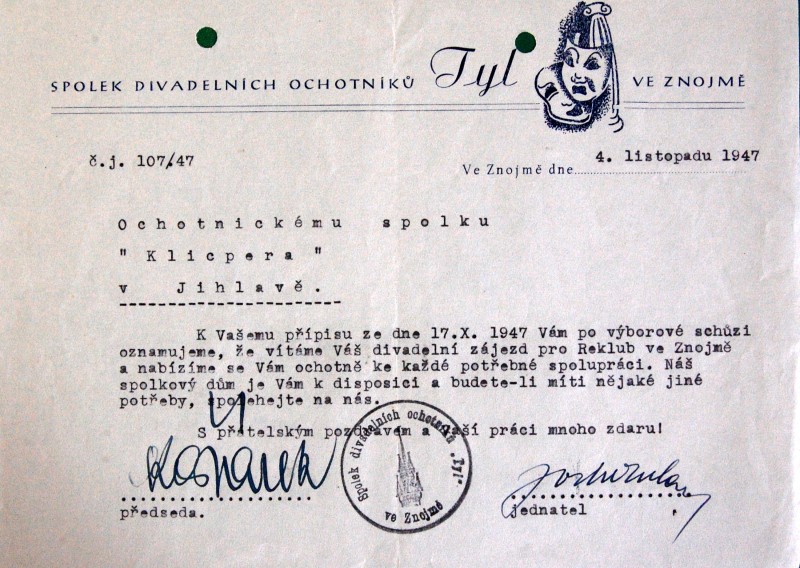 SPOLEK DIVADELNÍCH OCHOTNÍKŮ Tyl VE ZNOJMĚ
č.j. 107/47
Ve Znojmě dne 4. listopadu 1947
Ochotnickému spolku
" Klicpera "
v Jihlavě.
K Vašemu přípisu ze dne 17.X. 1947 Vám po výborové schůzi
oznamujeme, že vítáme Váš divadelní zájezd pro Reklub ve Znojmě
a nabízíme se Vám ochotně ke každé potřebné spolupráci. Náš
spolkový dům je Vám k disposici a budete-li míti nějaké jiné
potřeby, spolehejte na nás.
S přátelským pozdravem a Vaší práci mnoho zdaru!
Spolek divadelních ochotníků „Tyl"
ve Znojmě
předseda.
jednatel